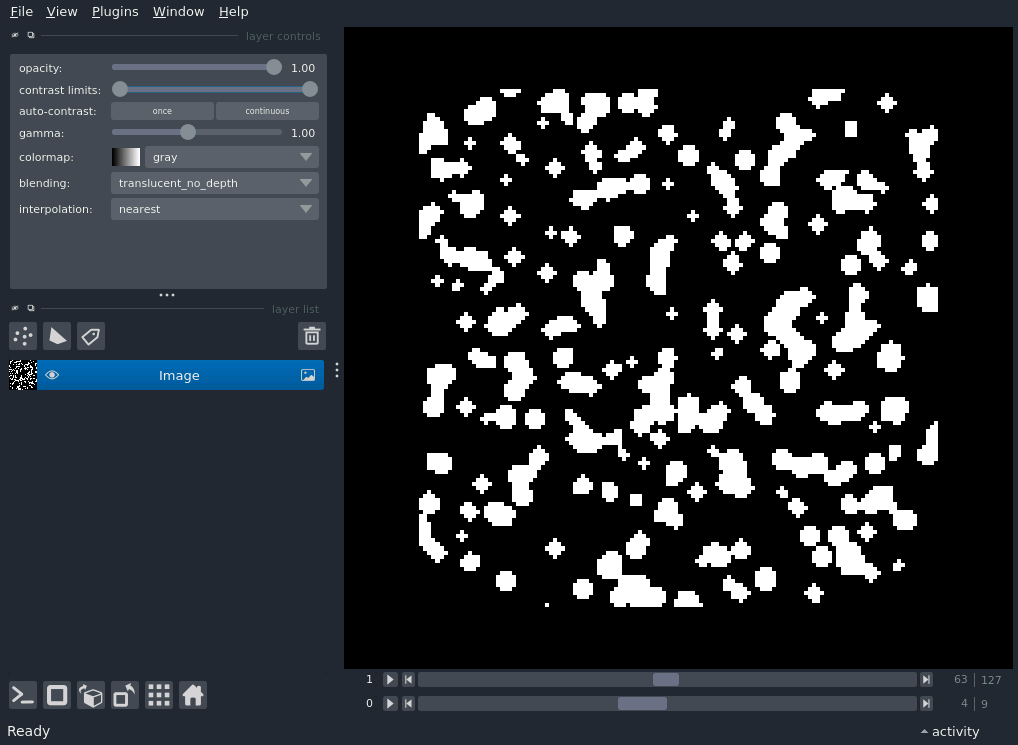 File View Plugins Window Help
layer controls
opacity: 1.00
contrast limits:
auto-contrast: once continuous
gamma: 1.00
colormap: gray
blending: translucent_no_depth
interpolation: nearest
layer list
Image
1 63 127
0 4 9
Ready activity